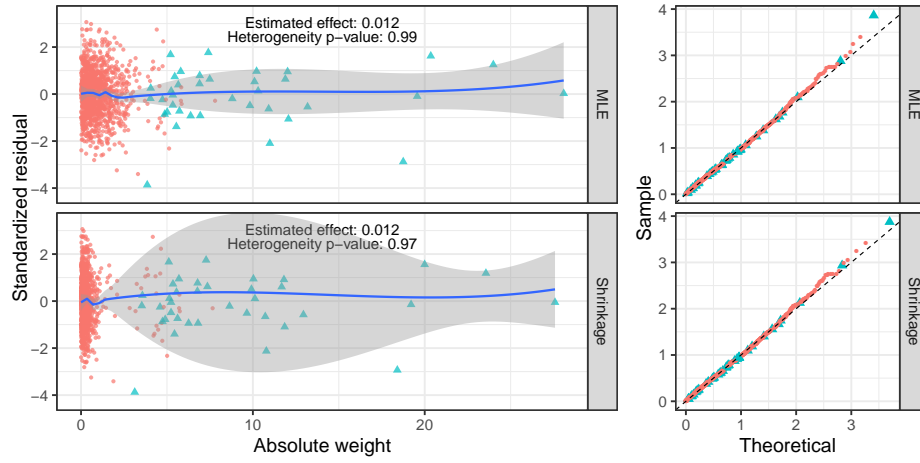 Estimated effect: 0.012
Heterogeneity p-value: 0.99
2
0
−2
−4
MLE
Estimated effect: 0.012
Heterogeneity p-value: 0.97
2
0
−2
−4
Shrinkage
0
10
20
Absolute weight
Standardized residual
4
3
2
1
0
MLE
4
3
2
1
0
Shrinkage
0
1
2
3
Theoretical
Sample